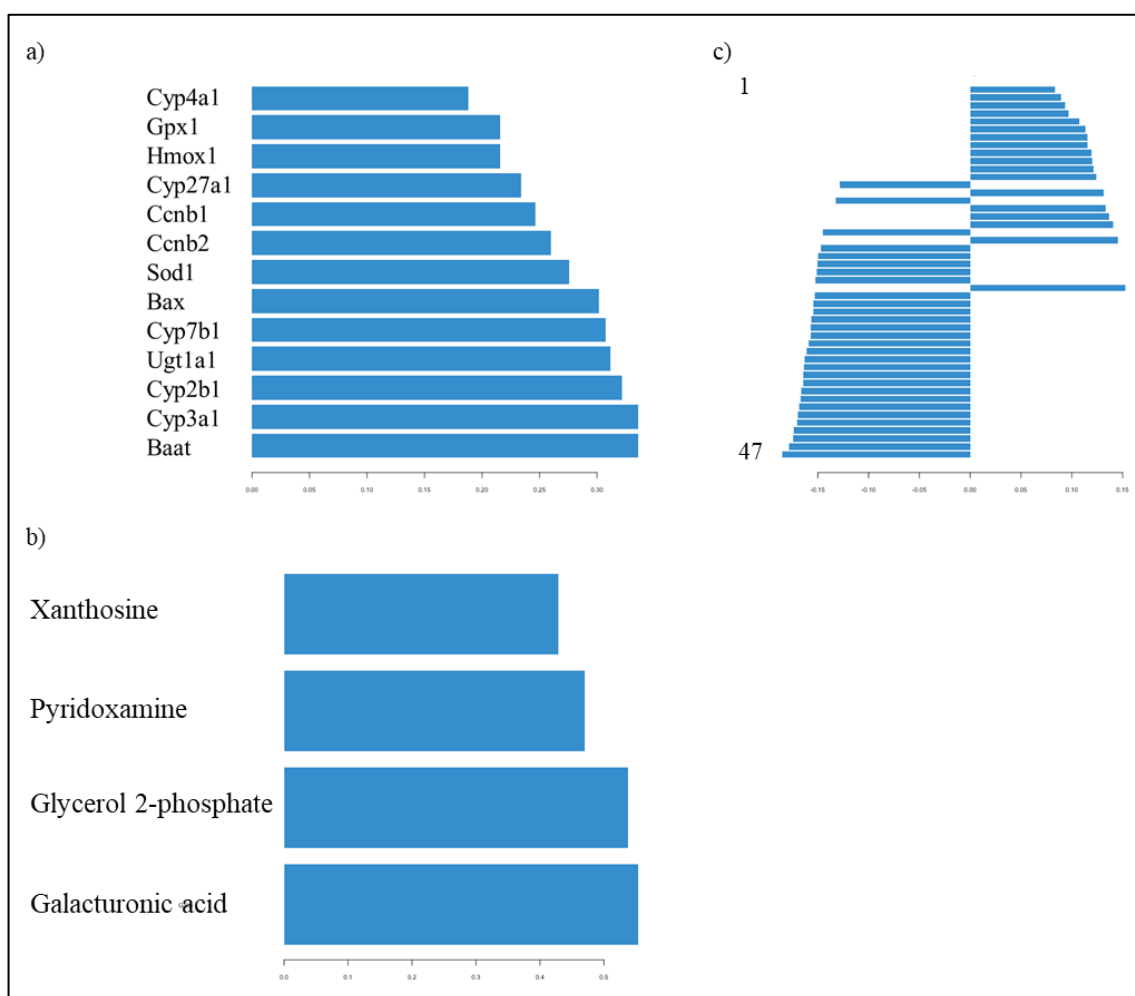 a)
Cyp4a1
Gpx1
Hmox1
Cyp27a1
Ccnb1
Ccnb2
Sod1
Bax
Cyp7b1
Ugt1a1
Cyp2b1
Cyp3a1
Baat
0.00 0.05 0.10 0.15 0.20 0.25 0.30
c)
1
47
-0.15 -0.10 -0.05 0.00 0.05 0.10 0.15
b)
Xanthosine
Pyridoxamine
Glycerol 2-phosphate
Galacturonic acid
0.0 0.1 0.2 0.3 0.4 0.5